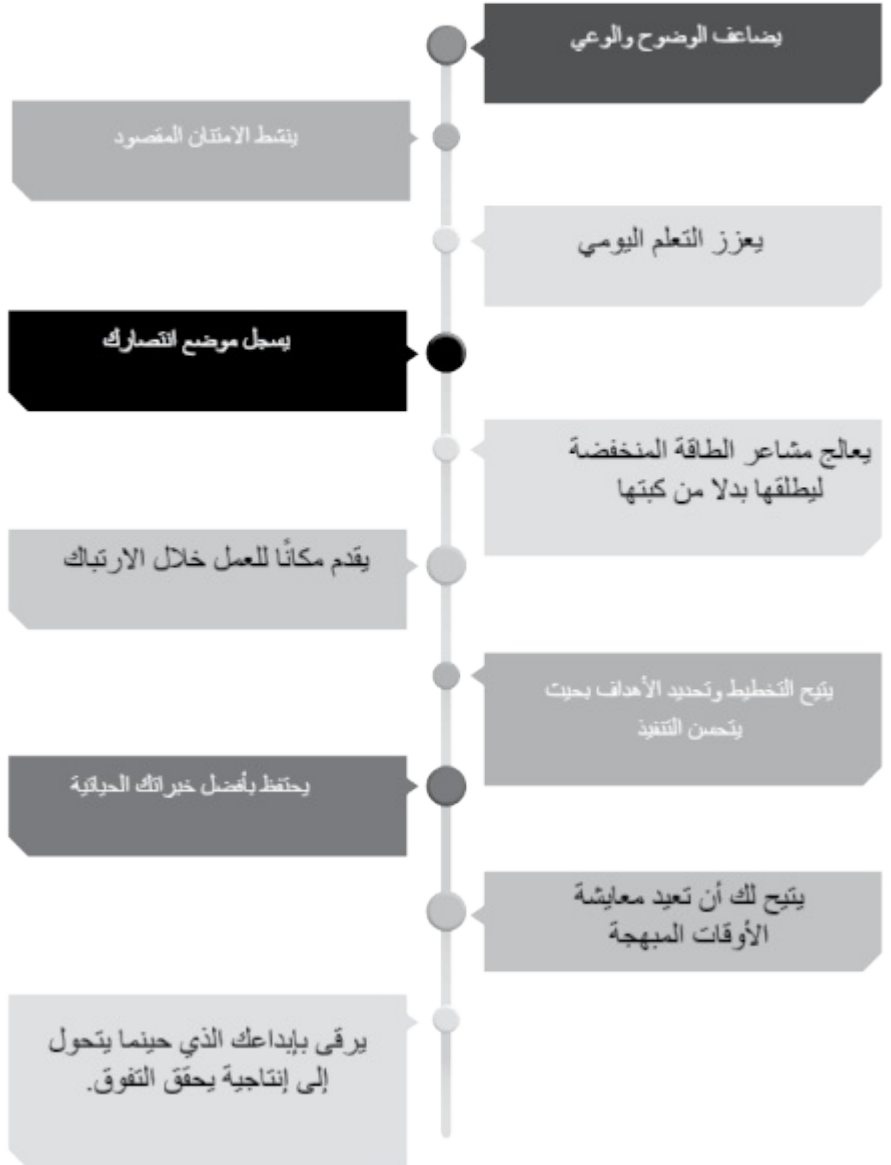 يضاعف الوضوح والوعي
ينشط الامتنان المقصود
يعزز التعلم اليومي
يسجل موضع انتصارك
يعالج مشاعر الطاقة المنخفضة
ليطلقها بدلا من كبتها
يقدم مكانًا للعمل خلال الارتباك
يتيح التخطيط وتحديد الأهداف بحيث
يتحسن التنفيذ
يحتفظ بأفضل خبراتك الحياتية
يتيح لك أن تعيد معايشة
الأوقات المبهجة
يرقى بإبداعك الذي حينما يتحول
إلى إنتاجية يحقق التفوق.